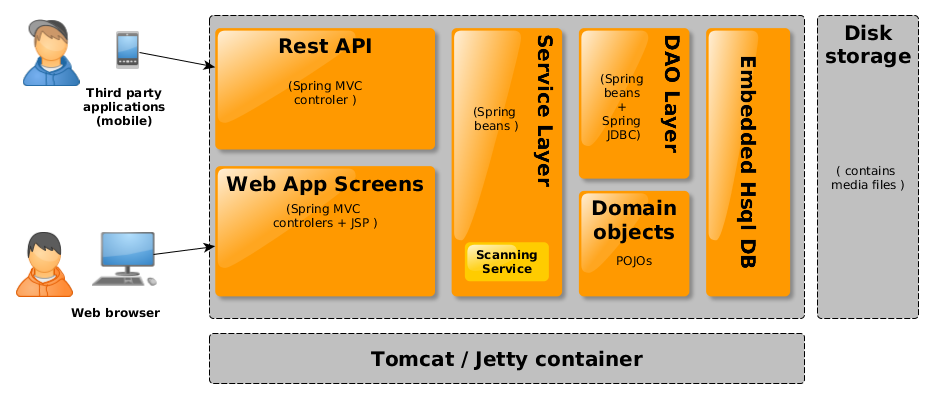 Third party
applications
(mobile)
Web browser
Rest API
(Spring MVC
controler )
Web App Screens
(Spring MVC
controlers + JSP )
Service Layer
(Spring
beans )
Scanning
Service
DAO Layer
(Spring
beans
+
Spring
JDBC)
Domain
objects
POJOs
Embedded Hsql DB
Disk
storage
( contains
media files )
Tomcat / Jetty container